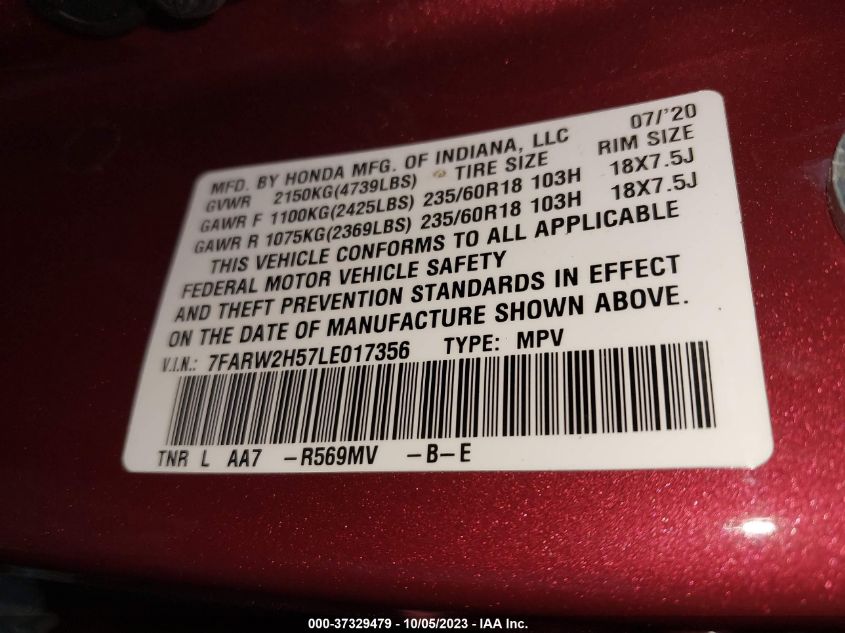 07/'20
MFD. BY HONDA MFG. OF INDIANA, LLC
GVWR 2150KG(4739LBS) TIRE SIZE RIM SIZE
GAWR F 1100KG(2425LBS) 235/60R18 103H 18X7.5J
GAWR R 1075KG(2369LBS) 235/60R18 103H 18X7.5J
THIS VEHICLE CONFORMS TO ALL APPLICABLE
FEDERAL MOTOR VEHICLE SAFETY
AND THEFT PREVENTION STANDARDS IN EFFECT
ON THE DATE OF MANUFACTURE SHOWN ABOVE.
V.I.N.: 7FARW2H57LE017356 TYPE: MPV
TNR L AA7 -R569MV -B-E
000-37329479 - 10/05/2023 - IAA Inc.